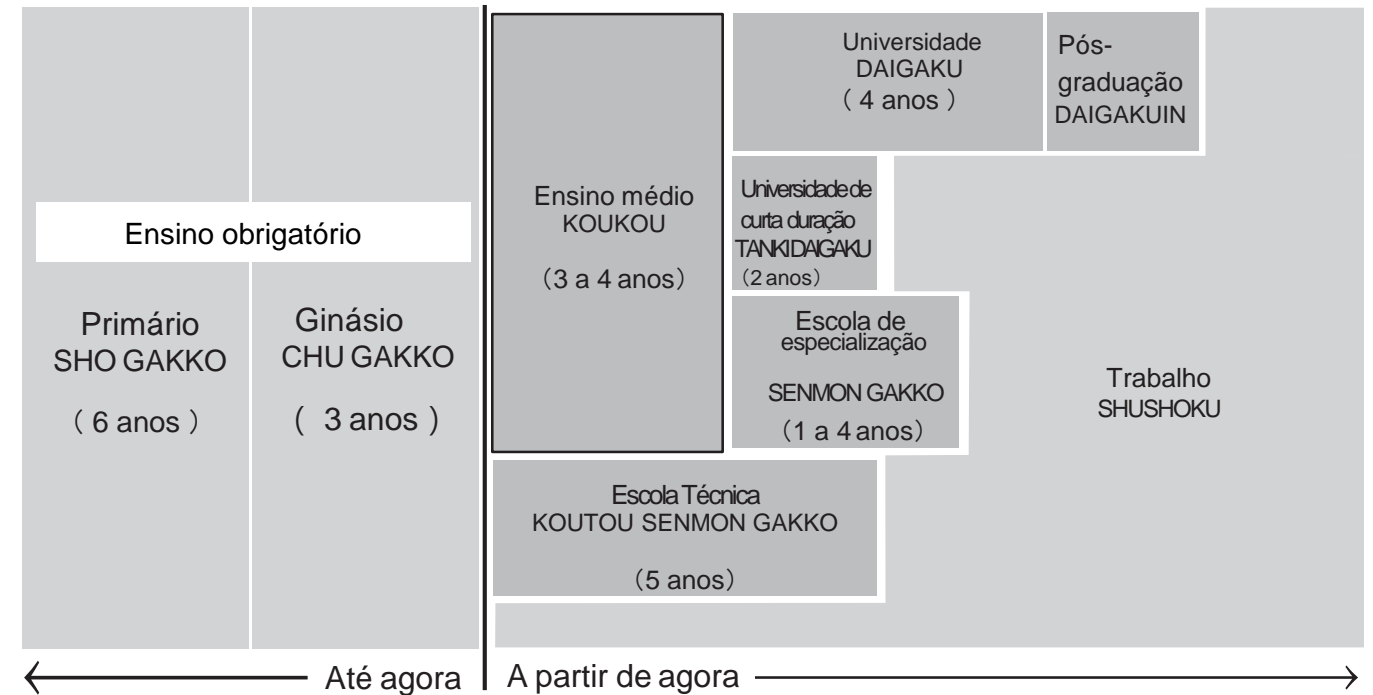 Ensino obrigatório
Primário
SHO GAKKO
（ 6 anos ）
Ginásio
CHU GAKKO
（ 3 anos ）
Ensino médio
KOUKOU
（3 a 4 anos）
Universidade
DAIGAKU
（ 4 anos ）
Pós-
graduação
DAIGAKUIN
Universidade de
curta duração
TANKI DAIGAKU
（2 anos）
Escola de
especialização
SENMON GAKKO
（1 a 4 anos）
Escola Técnica
KOUTOU SENMON GAKKO
（5 anos）
Trabalho
SHUSHOKU
Até agora
A partir de agora